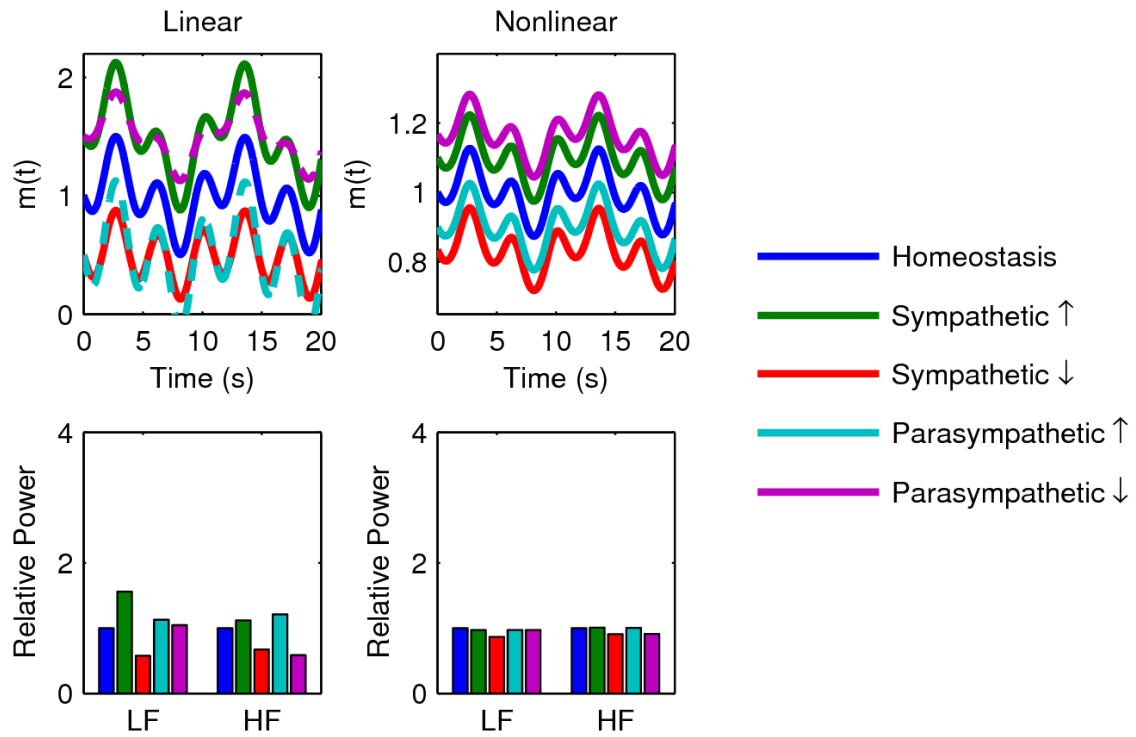 Linear
Nonlinear
m(t)
2
1
0
0 5 10 15 20
Time (s)
m(t)
1.2
1
0.8
0 5 10 15 20
Time (s)
Homeostasis
Sympathetic ↑
Sympathetic ↓
Parasympathetic ↑
Parasympathetic ↓
Relative Power
4
2
0
LF HF
Relative Power
4
2
0
LF HF